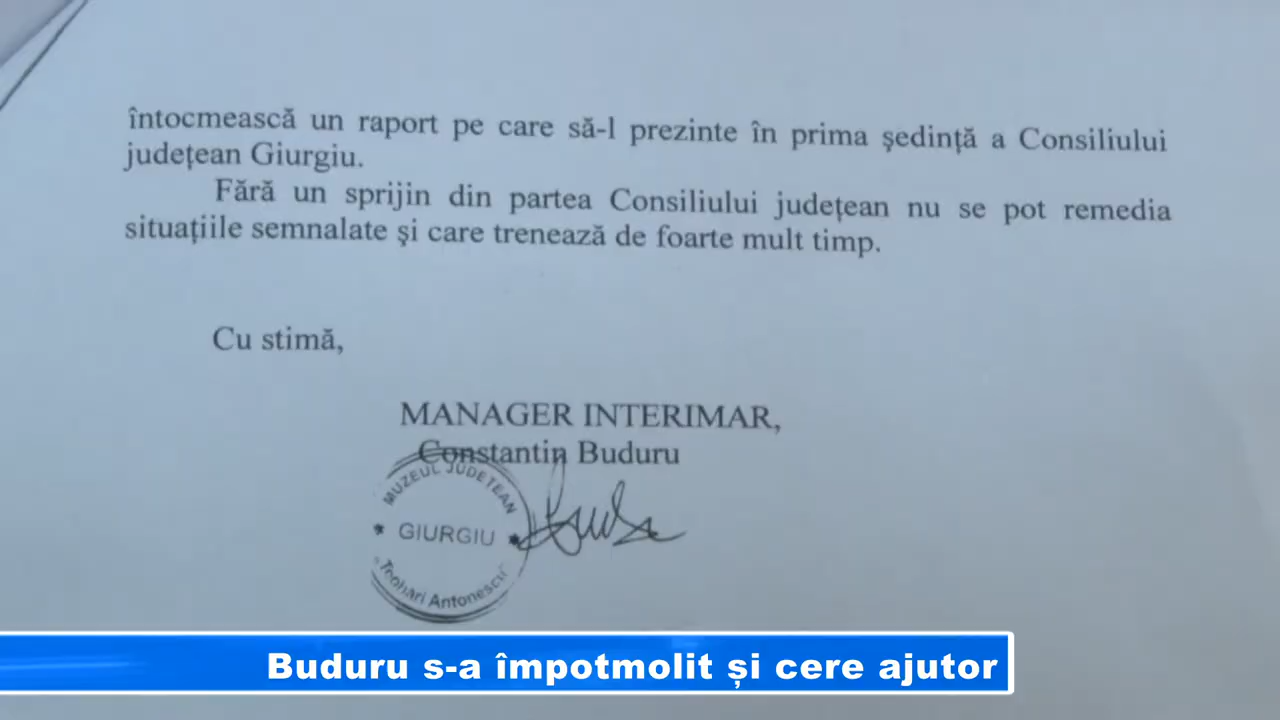 întocmească un raport pe care să-l prezinte în prima şedinţă a Consiliului
judeţean Giurgiu.
Fără un sprijin din partea Consiliului judeţean nu se pot remedia
situaţiile semnalate şi care trenează de foarte mult timp.
Cu stimă,
MANAGER INTERIMAR,
Constantin Buduru
MUZEUL JUDEŢEAN
* GIURGIU *
"Teohari Antonescu"
Buduru s-a împotmolit și cere ajutor